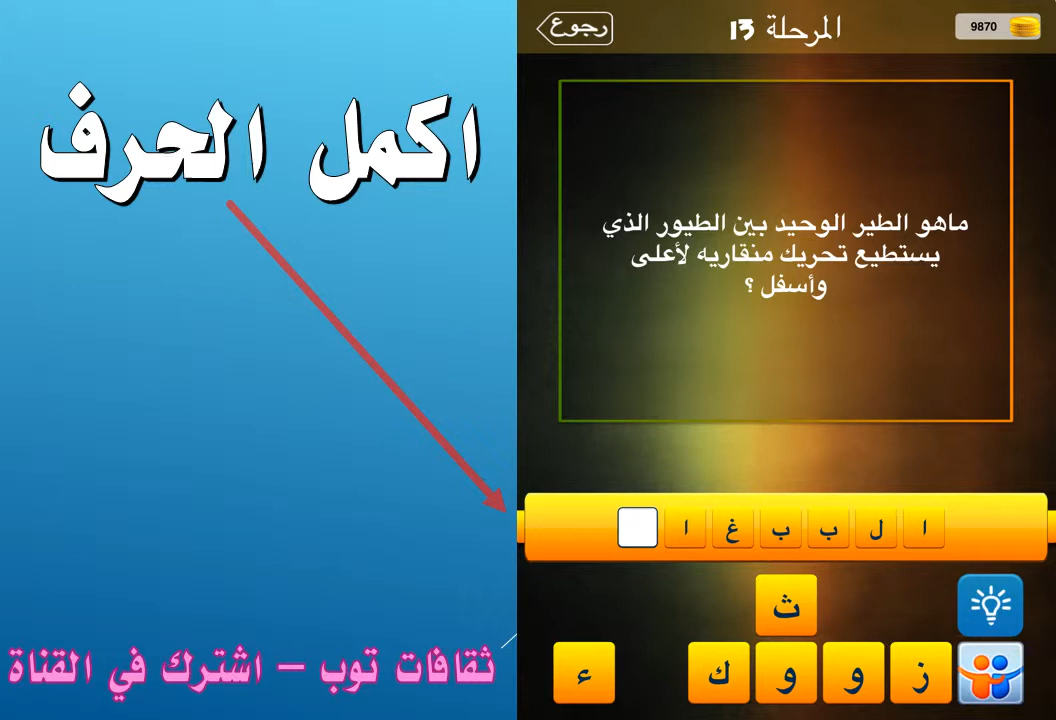 اكمل الحرف
ثقافات توب – اشترك في القناة
رجوع
المرحلة 13
9870
ماهو الطير الوحيد بين الطيور الذي
يستطيع تحريك منقاريه لأعلى
وأسفل ؟
ا ل ب ب غ ا
ث
ز و و ك ء